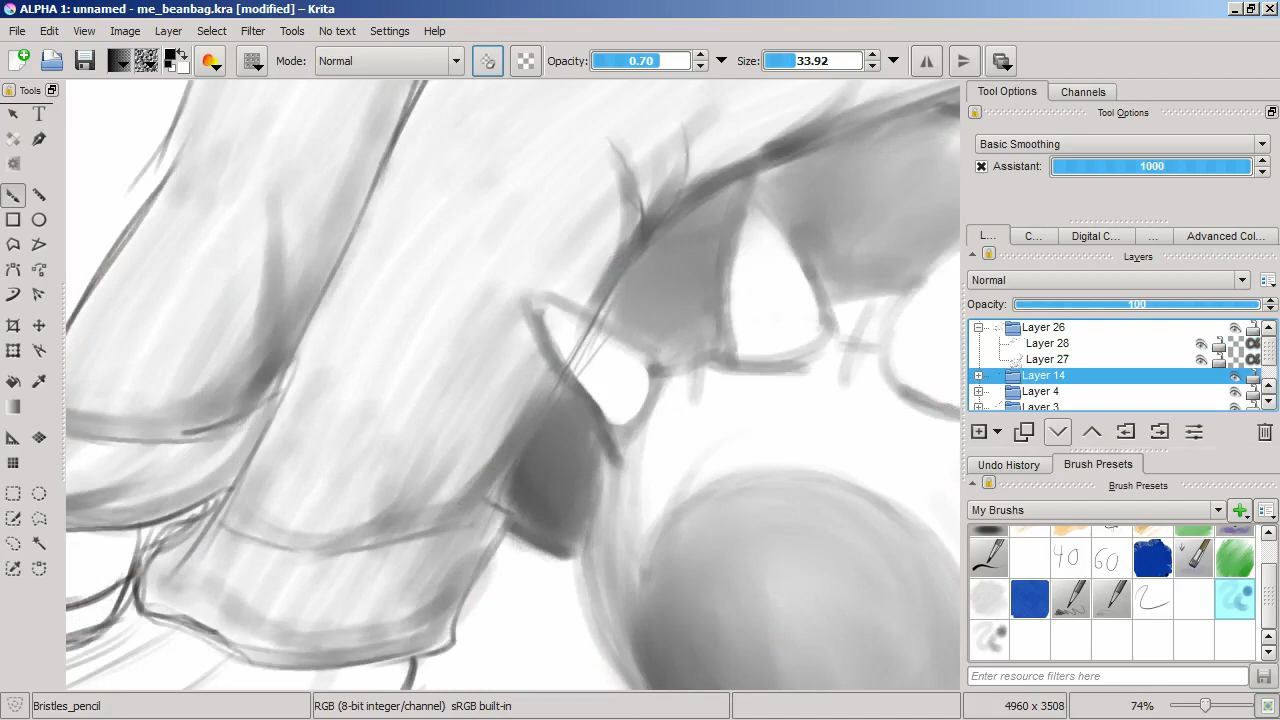 ALPHA 1: unnamed - me_beanbag.kra [modified] – Krita
File Edit View Image Layer Select Filter Tools No text Settings Help
Mode: Normal Opacity: 0.70 Size: 33.92
Tools
T
Tool Options Channels
Tool Options
Basic Smoothing
Assistant: 1000
L... C... Digital C... ... Advanced Col...
Layers
Normal
Opacity: 100
Layer 26
Layer 28
Layer 27
Layer 14
Layer 4
Layer 3
Undo History Brush Presets
Brush Presets
My Brushes
40 60
Enter resource filters here
Bristles_pencil RGB (8-bit integer/channel) sRGB built-in 4960 x 3508 74%